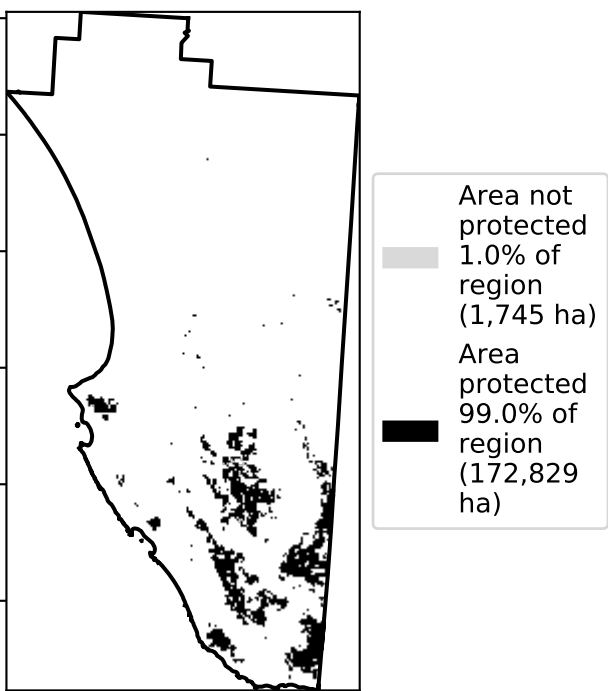 Area not
protected
1.0% of
region
(1,745 ha)
Area
protected
99.0% of
region
(172,829
ha)